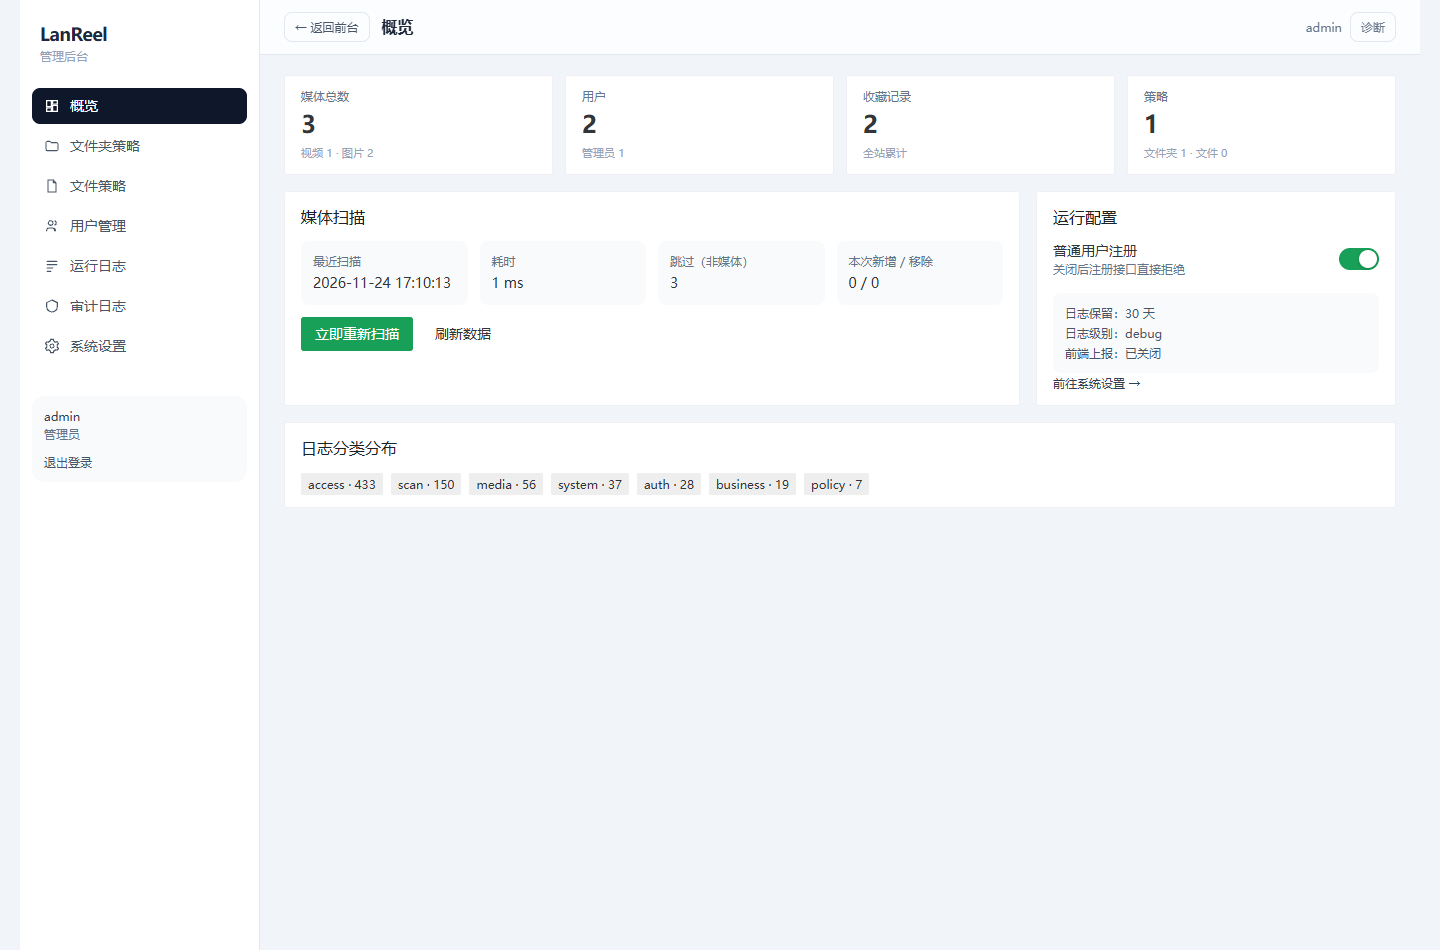 LanReel
管理后台
概览
文件夹策略
文件策略
用户管理
运行日志
审计日志
系统设置
admin
管理员
退出登录
← 返回前台
概览
admin
诊断
媒体总数
3
视频 1 · 图片 2
用户
2
管理员 1
收藏记录
2
全站累计
策略
1
文件夹 1 · 文件 0
媒体扫描
最近扫描
2026-11-24 17:10:13
耗时
1 ms
跳过（非媒体）
3
本次新增 / 移除
0 / 0
立即重新扫描
刷新数据
运行配置
普通用户注册
关闭后注册接口直接拒绝
日志保留：30 天
日志级别：debug
前端上报：已关闭
前往系统设置 →
日志分类分布
access · 433
scan · 150
media · 56
system · 37
auth · 28
business · 19
policy · 7